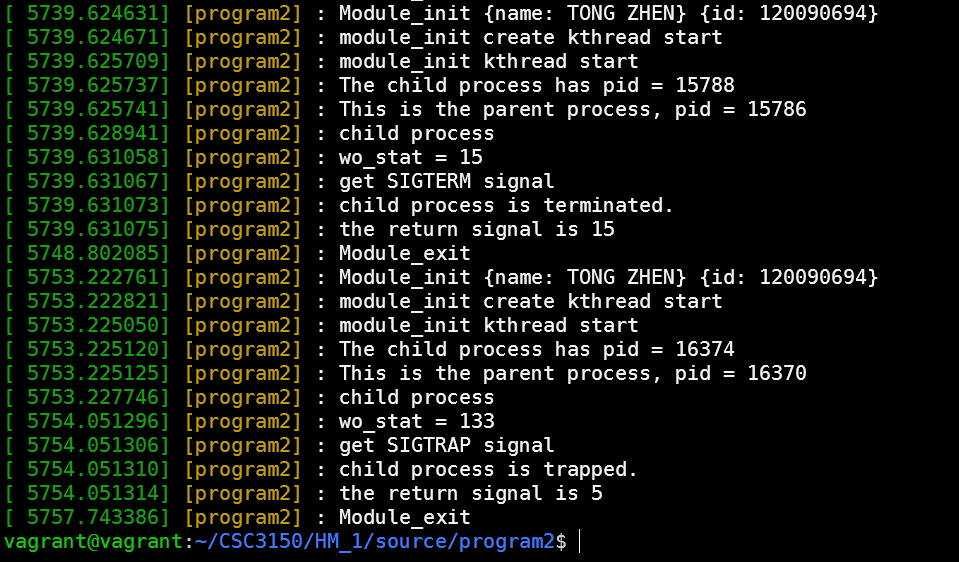 [ 5739.624631] [program2] : Module_init {name: TONG ZHEN} {id: 120090694}
[ 5739.624671] [program2] : module_init create kthread start
[ 5739.625709] [program2] : module_init kthread start
[ 5739.625737] [program2] : The child process has pid = 15788
[ 5739.625741] [program2] : This is the parent process, pid = 15786
[ 5739.628941] [program2] : child process
[ 5739.631058] [program2] : wo_stat = 15
[ 5739.631067] [program2] : get SIGTERM signal
[ 5739.631073] [program2] : child process is terminated.
[ 5739.631075] [program2] : the return signal is 15
[ 5748.802085] [program2] : Module_exit
[ 5753.222761] [program2] : Module_init {name: TONG ZHEN} {id: 120090694}
[ 5753.222821] [program2] : module_init create kthread start
[ 5753.225050] [program2] : module_init kthread start
[ 5753.225120] [program2] : The child process has pid = 16374
[ 5753.225125] [program2] : This is the parent process, pid = 16370
[ 5753.227746] [program2] : child process
[ 5754.051296] [program2] : wo_stat = 133
[ 5754.051306] [program2] : get SIGTRAP signal
[ 5754.051310] [program2] : child process is trapped.
[ 5754.051314] [program2] : the return signal is 5
[ 5757.743386] [program2] : Module_exit
vagrant@vagrant:~/CSC3150/HM_1/source/program2$